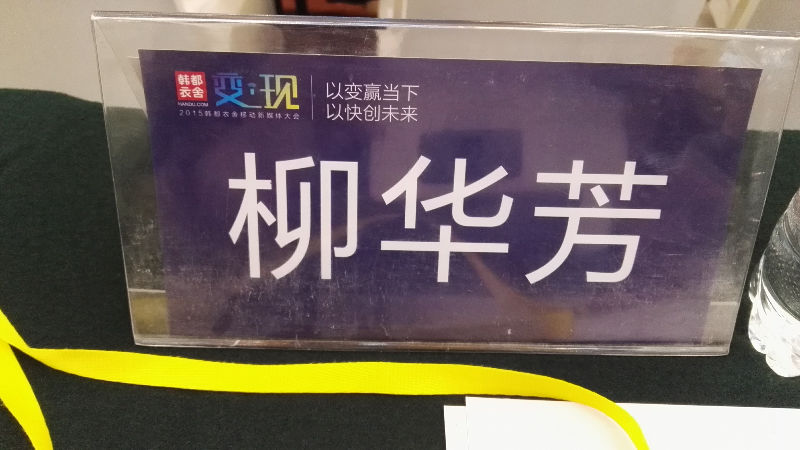 韩都
衣舍
HANDU.COM
变现
2015韩都衣舍移动新媒体大会
以变赢当下
以快创未来
柳华芳